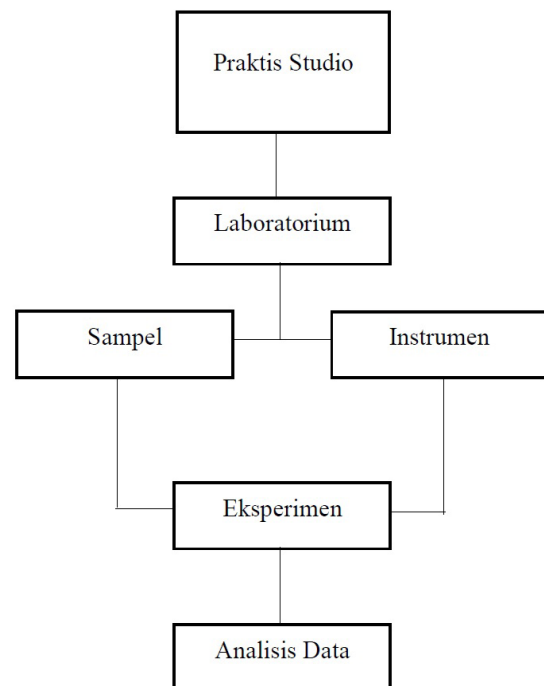 Praktis Studio
Laboratorium
Sampel
Instrumen
Eksperimen
Analisis Data